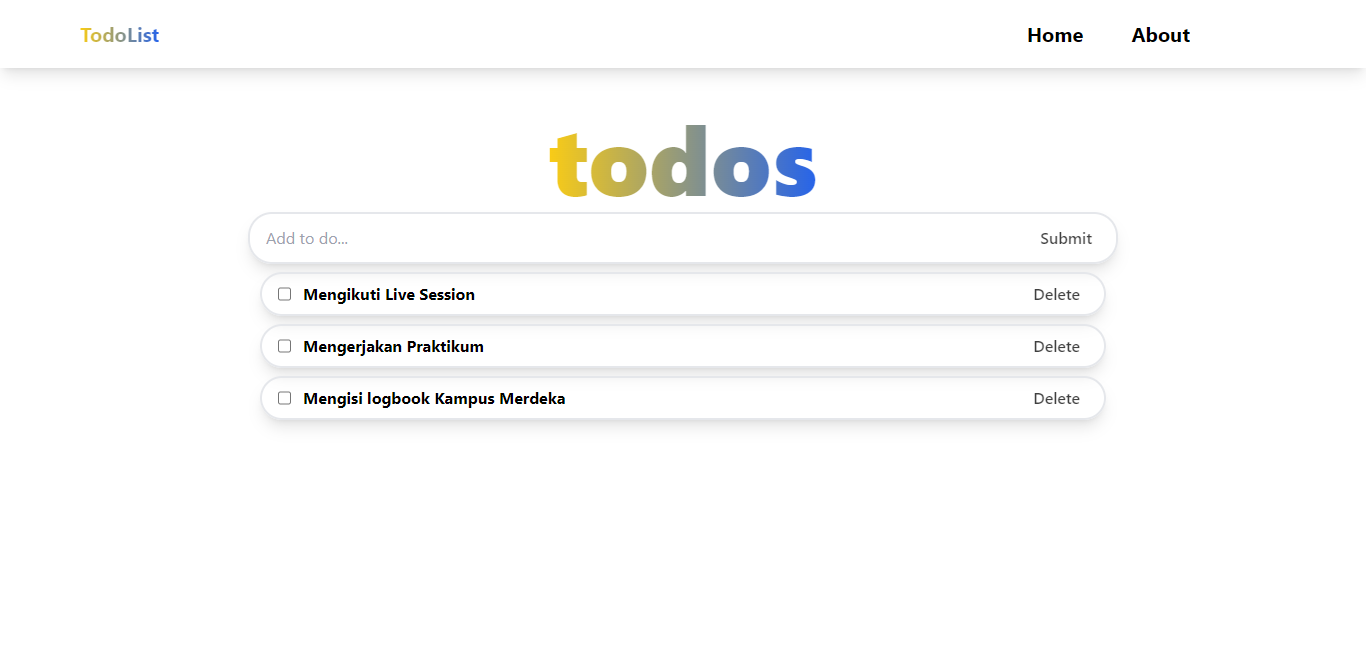 TodoList Home About
todos
Add to do... Submit
Mengikuti Live Session Delete
Mengerjakan Praktikum Delete
Mengisi logbook Kampus Merdeka Delete